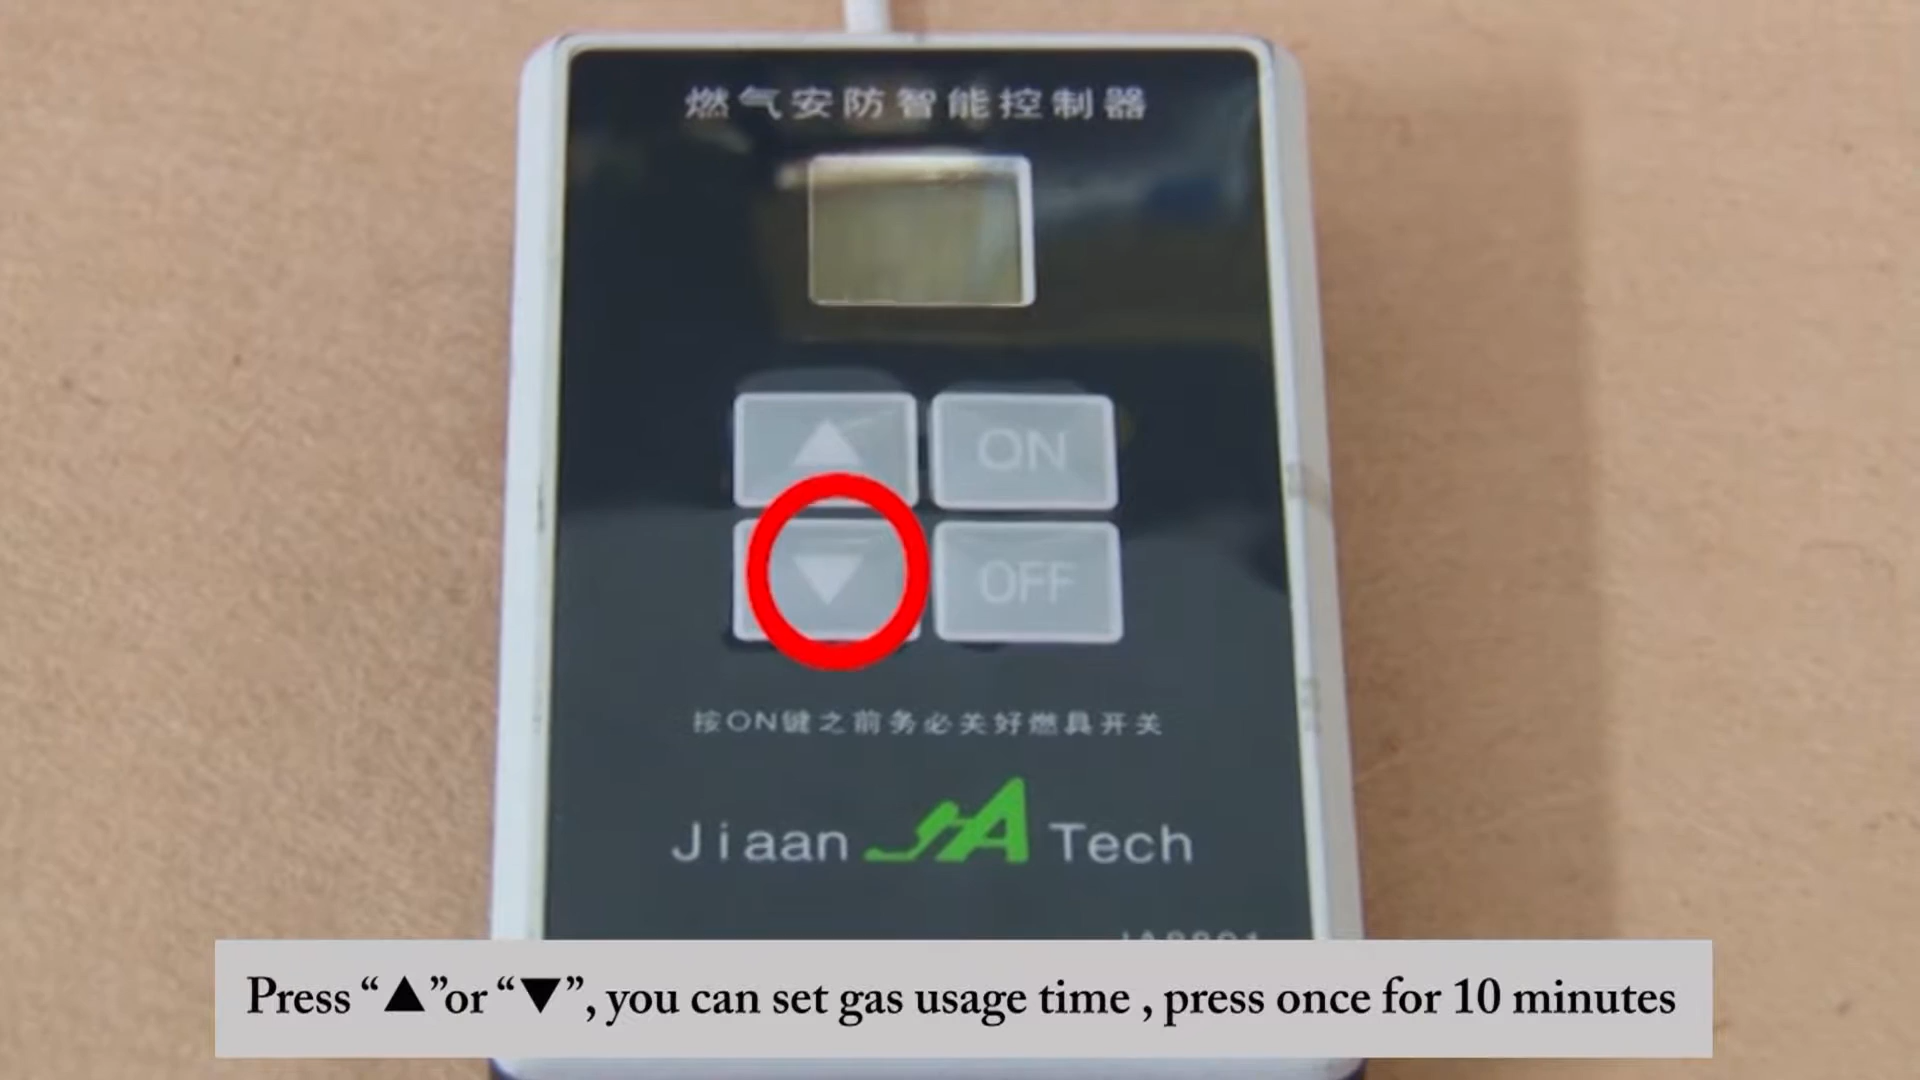 燃气安防智能控制器
▲ ON
▼ OFF
按ON键之前务必关好燃具开关
Jiaan JA Tech
Press “▲”or “▼”, you can set gas usage time , press once for 10 minutes